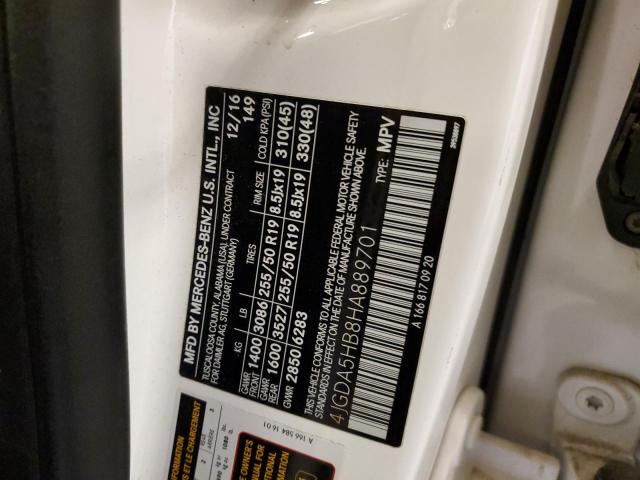 MFD BY MERCEDES-BENZ U.S. INTL., INC
TUSCALOOSA COUNTY, ALABAMA (USA), UNDER CONTRACT 12/16
FOR DAIMLER AG, STUTTGART (GERMANY) 149
KG LB TIRES RIM SIZE COLD KPA (PSI)
GAWR FRONT 1400 3086 255/50 R19 8.5Jx19 310(45)
GAWR REAR 1600 3527 255/50 R19 8.5Jx19 330(48)
GVWR 2850 6283
THIS VEHICLE CONFORMS TO ALL APPLICABLE FEDERAL MOTOR VEHICLE SAFETY
STANDARDS IN EFFECT ON THE DATE OF MANUFACTURE SHOWN ABOVE.
4JGDA5HB8HA889701 TYPE: MPV
A 166 817 09 20
A 166 584 16 01